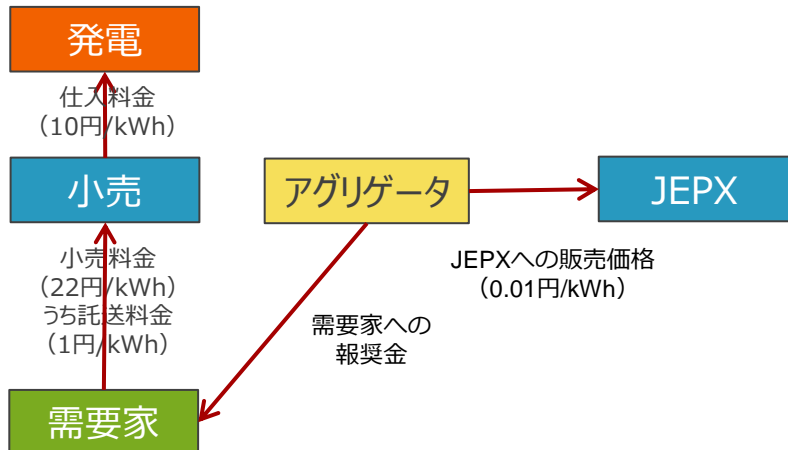 発電
仕入料金
（10円/kWh）
小売
アグリゲータ
JEPX
小売料金
（22円/kWh）
うち託送料金
（1円/kWh）
JEPXへの販売価格
（0.01円/kWh）
需要家への
報奨金
需要家